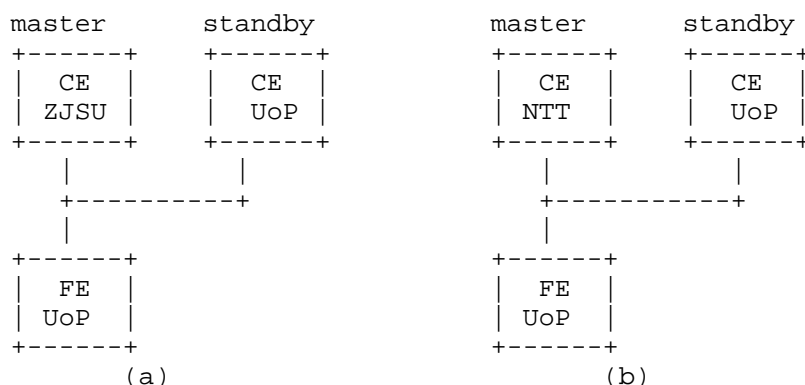 master standby master standby
+------+ +------+ +------+ +------+
| CE | | CE | | CE | | CE |
| ZJSU | | UoP | | NTT | | UoP |
+------+ +------+ +------+ +------+
| | | |
+----------+ +-----------+
| |
+------+ +------+
| FE | | FE |
| UoP | | UoP |
+------+ +------+
(a) (b)